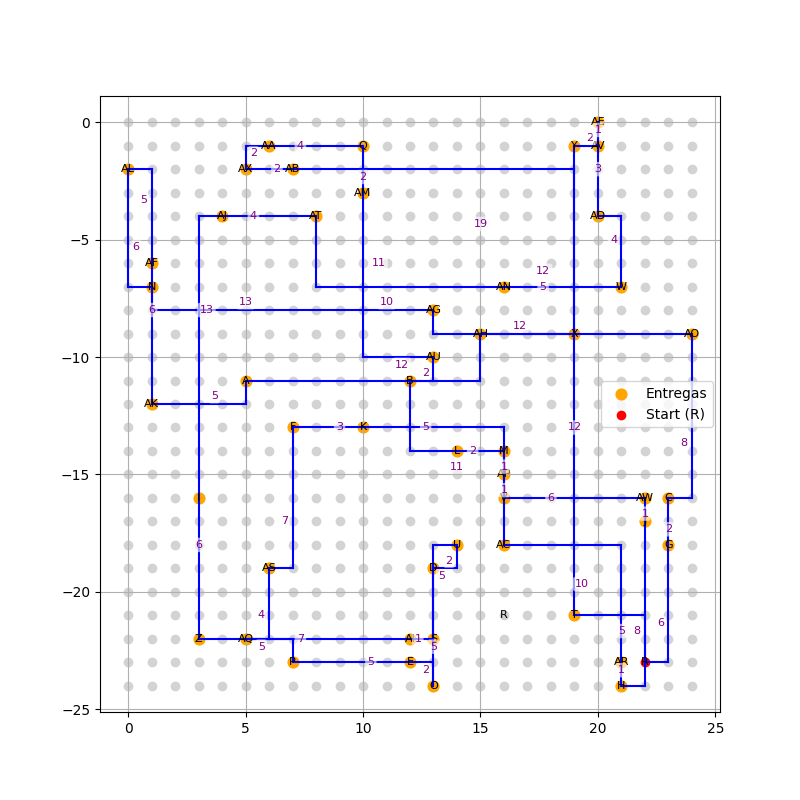 0
AE
1
2
AA
4
Q
Y
AV
2
AL
AX
2
AB
2
3
5
AM
AJ
4
AT
19
AD
6
11
12
4
AF
N
AN
5
W
6
13
13
10
AG
−5
12
AH
X
AO
−10
AU
12
2
B
5
AK
Entregas
Start (R)
F
3
K
5
12
L
2
M
11
1
8
−15
1
6
AW
C
1
7
2
6
U
AC
G
D
2
AS
5
10
−20
4
R
T
6
5
8
Z
AQ
7
A
1
5
5
P
5
E
2
AR
1
O
H
−25
0
5
10
15
20
25